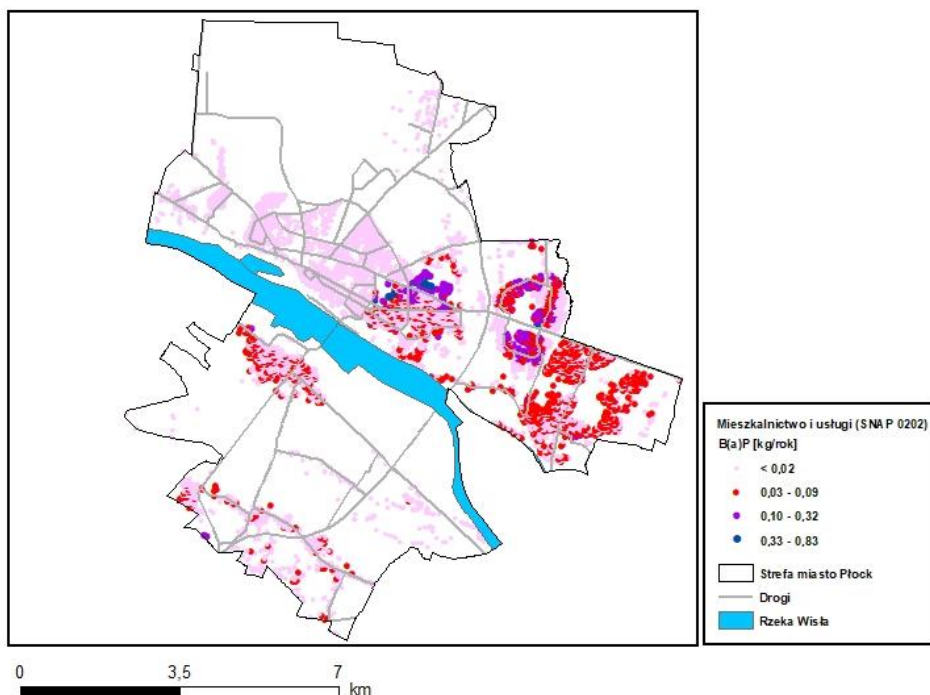 Mieszkalnictwo i usługi (SNAP 0202)
B(a)P [kg/rok]
< 0,02
0,03 - 0,09
0,10 - 0,32
0,33 - 0,83
Strefa miasto Płock
Drogi
Rzeka Wisła
0 3,5 7
km